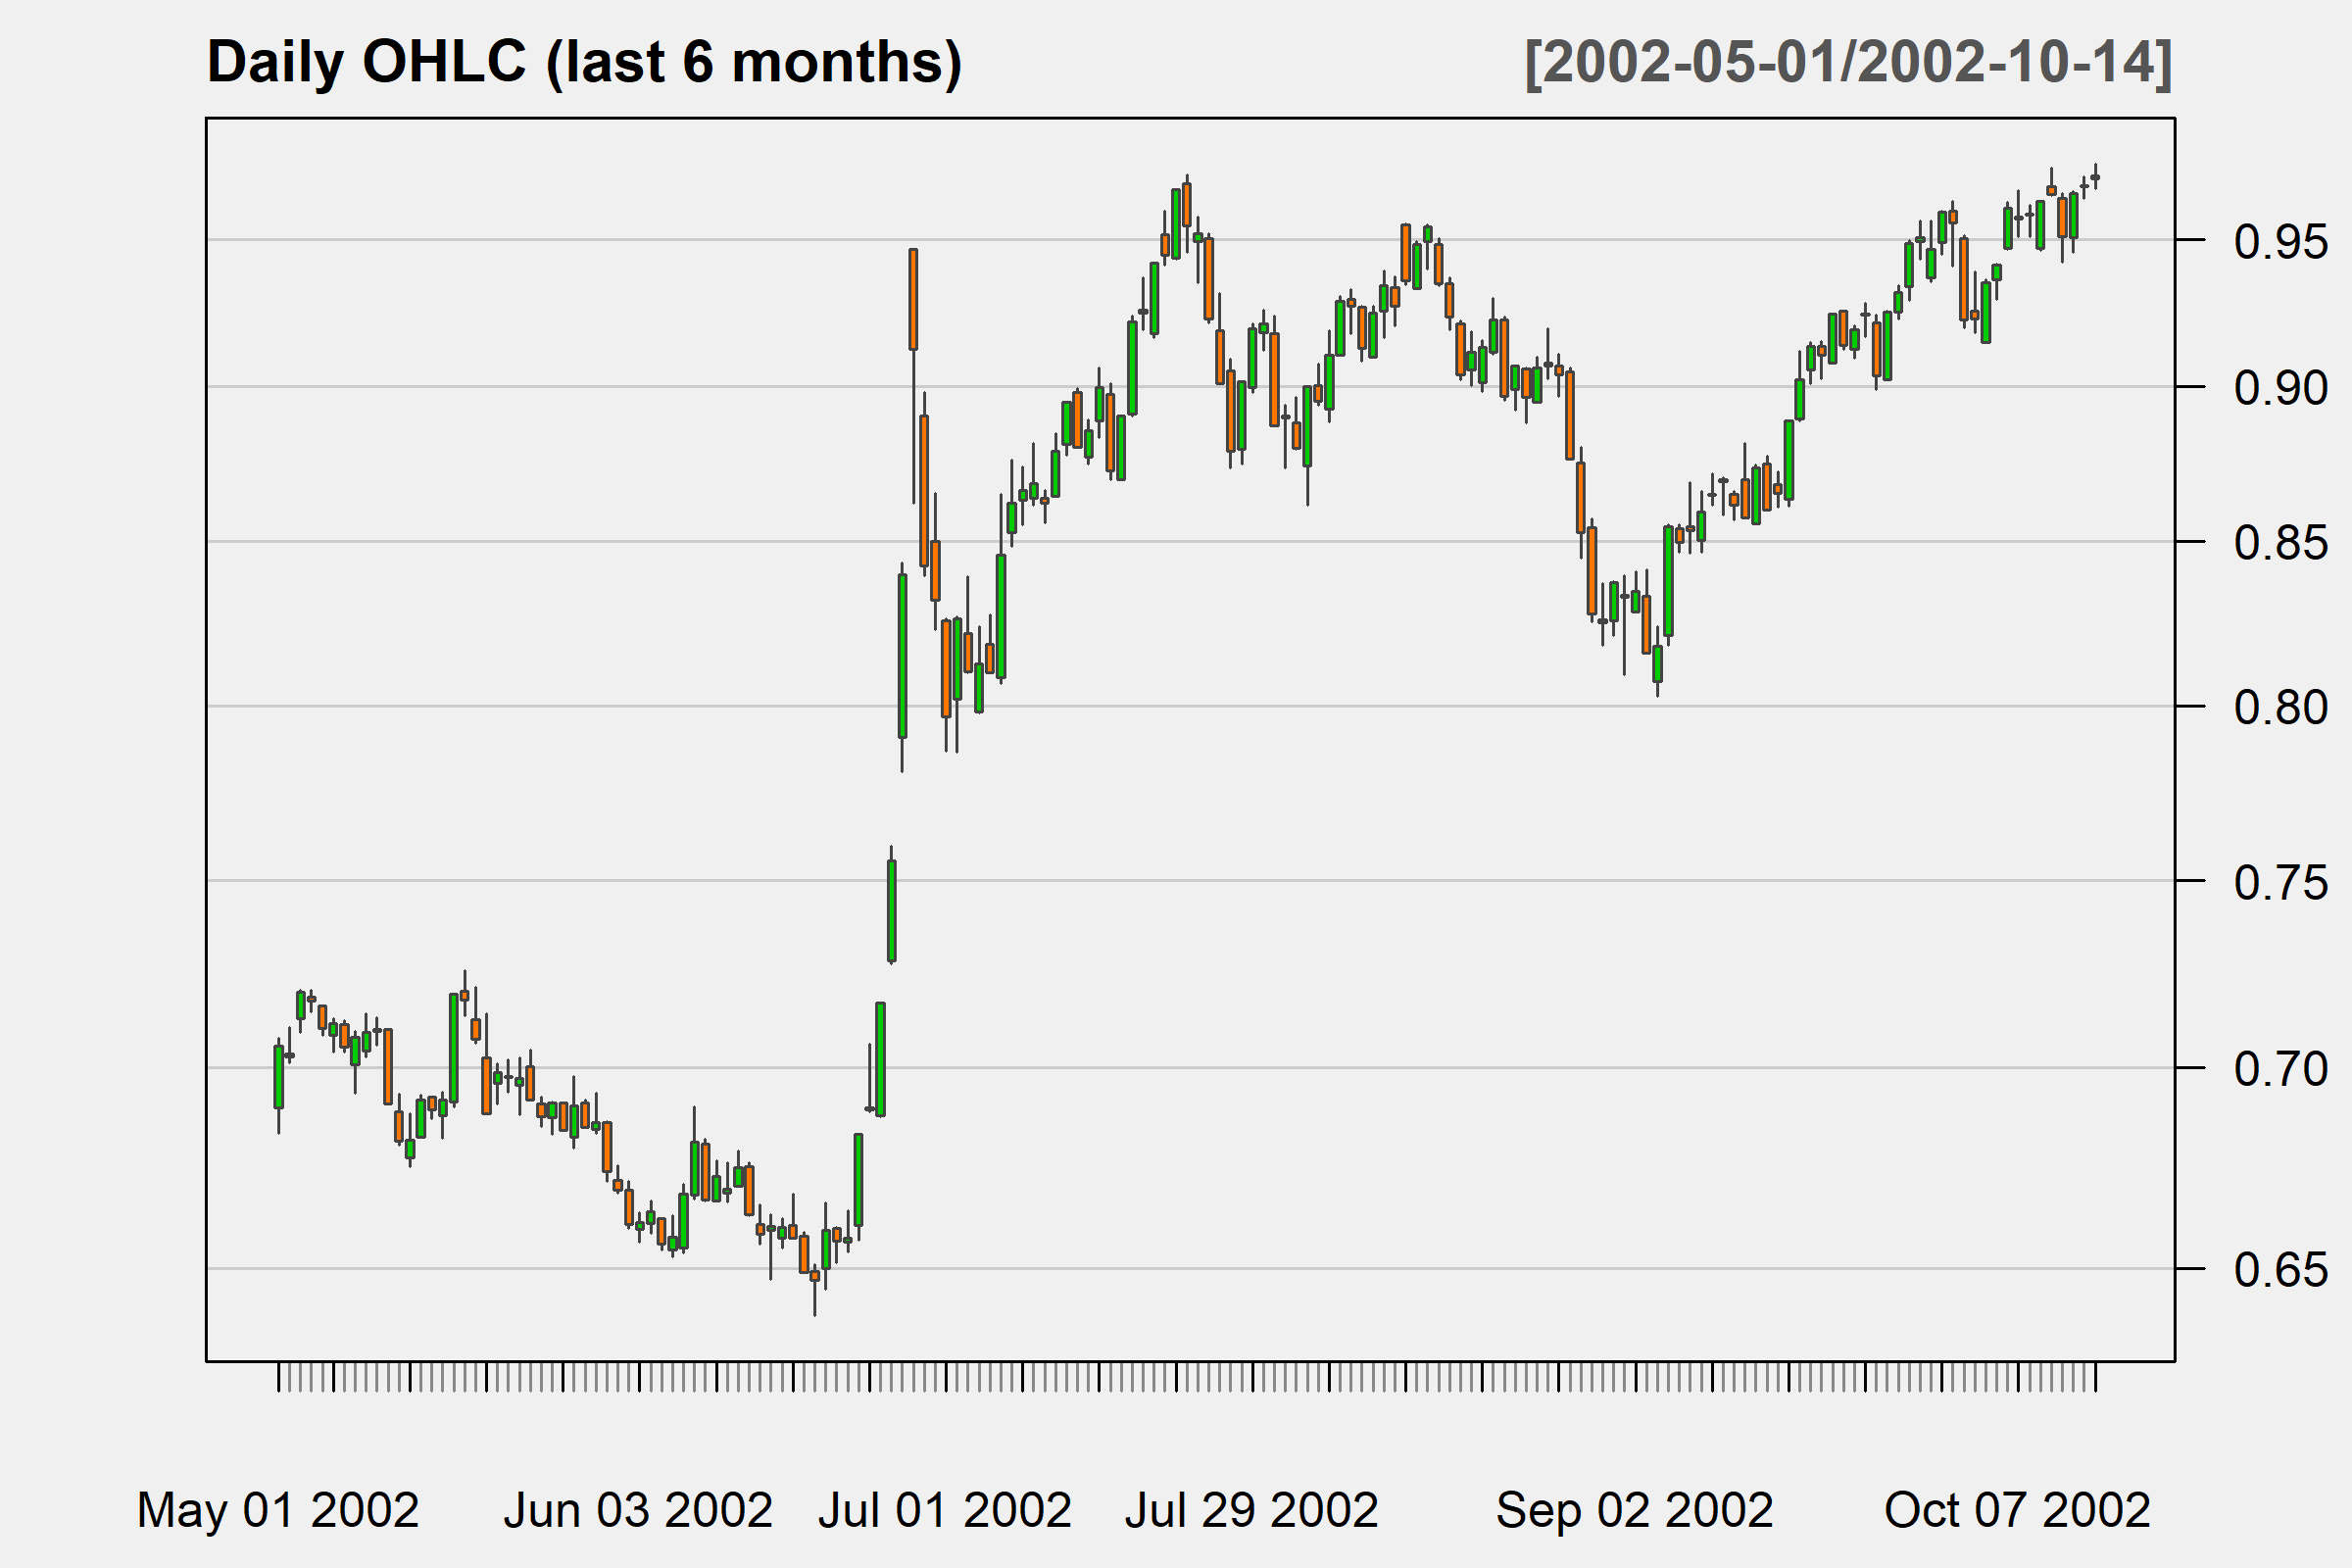 Daily OHLC (last 6 months)
[2002-05-01/2002-10-14]
0.95
0.90
0.85
0.80
0.75
0.70
0.65
May 01 2002
Jun 03 2002
Jul 01 2002
Jul 29 2002
Sep 02 2002
Oct 07 2002